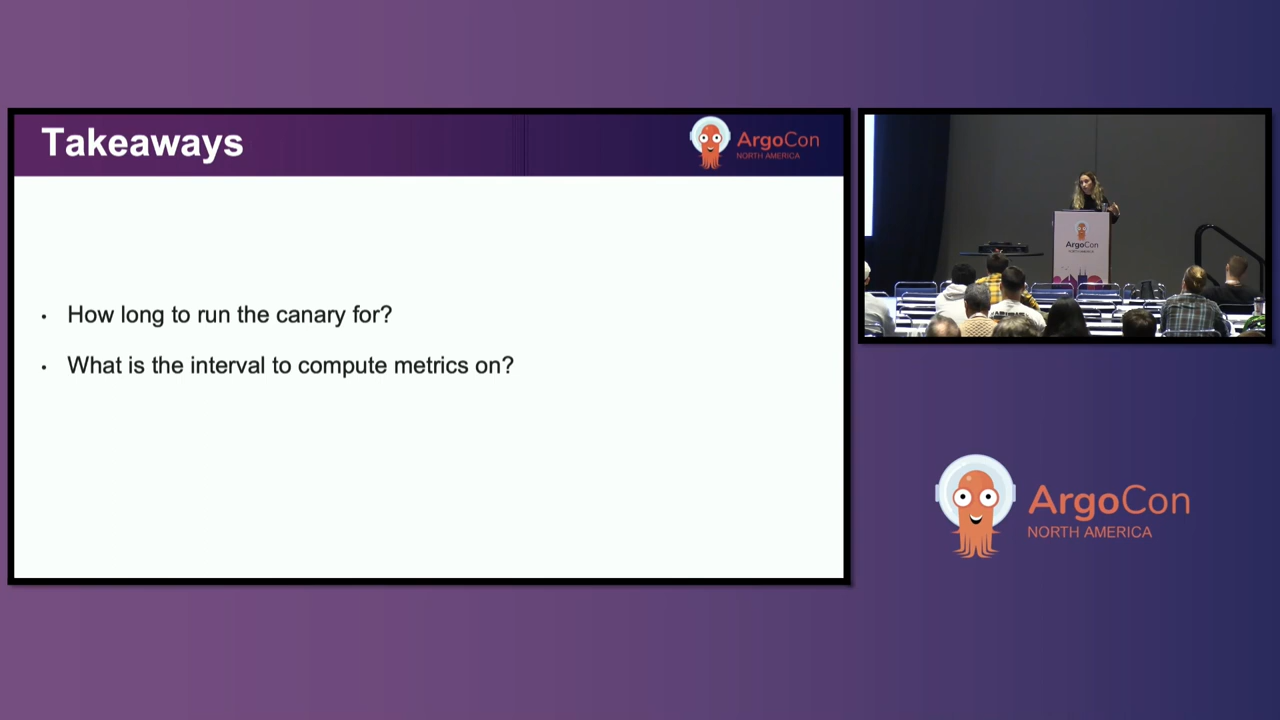 Takeaways
ArgoCon
NORTH AMERICA
• How long to run the canary for?
• What is the interval to compute metrics on?
ArgoCon
ArgoCon
NORTH AMERICA